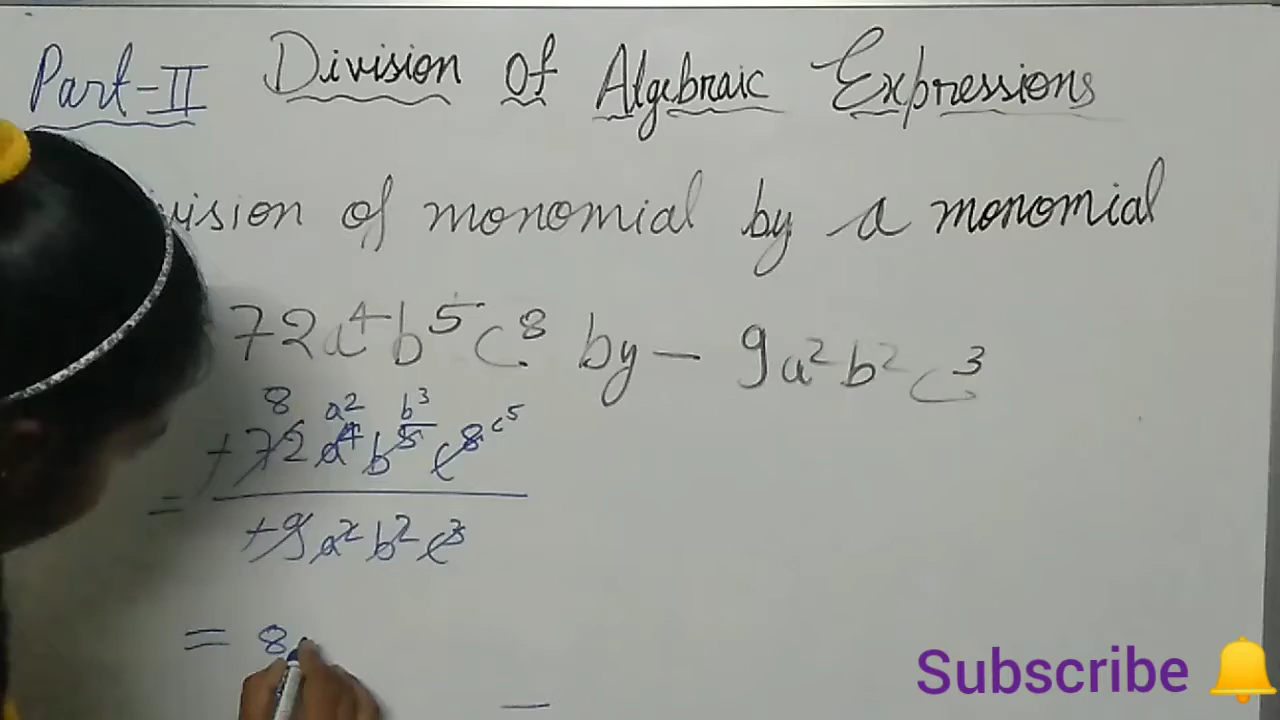 Part-II Division Of Algebraic Expressions
vision of monomial by a monomial
72a⁴b⁵c⁸ by - 9a²b²c³
8 a² b³ c⁵
= +72a⁴b⁵c⁸
+9a²b²c³
= 8
Subscribe